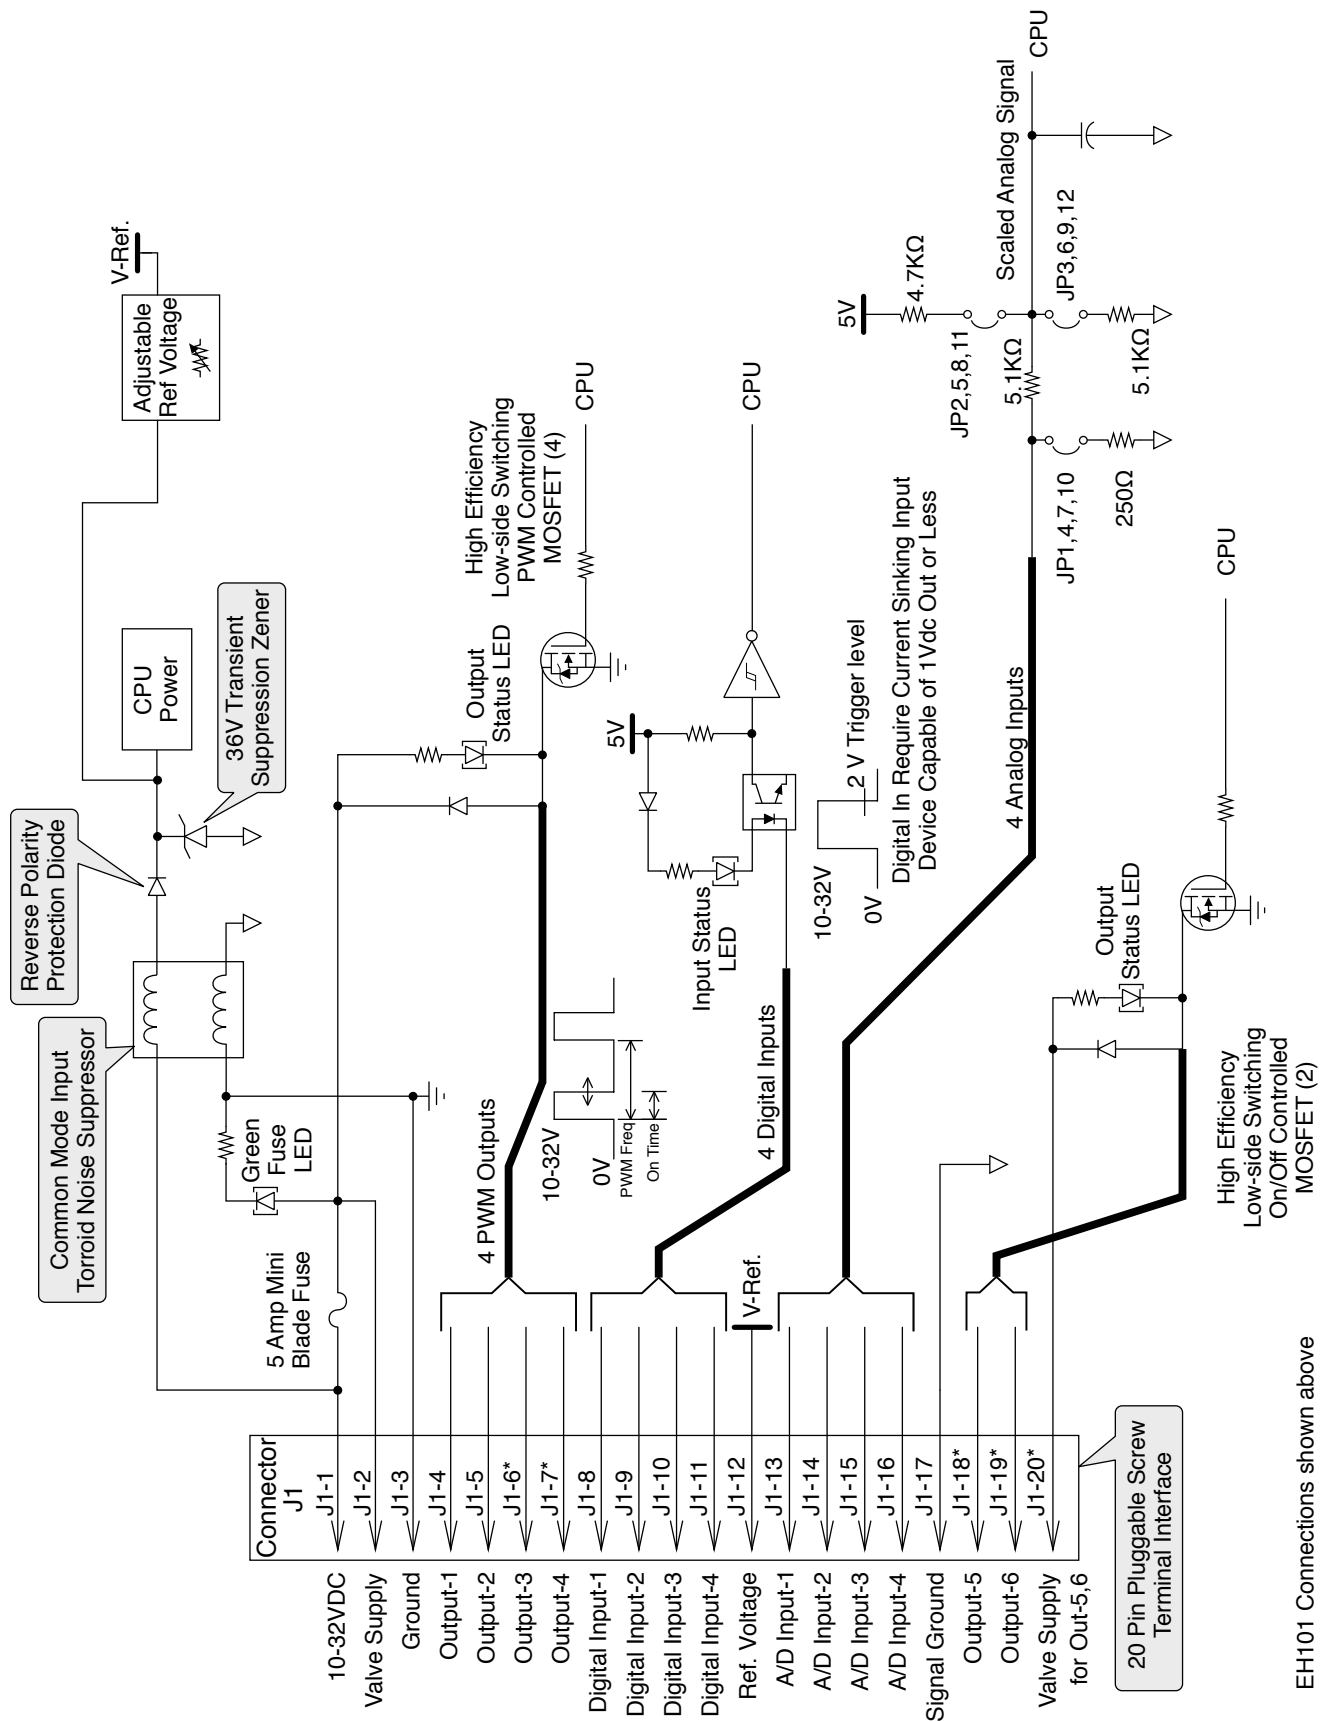 Common Mode Input
Torroid Noise Suppressor
Reverse Polarity
Protection Diode
CPU
Power
36V Transient
Suppression Zener
Adjustable
Ref Voltage
V-Ref.
Green
Fuse
LED
5 Amp Mini
Blade Fuse
Output
Status LED
High Efficiency
Low-side Switching
PWM Controlled
MOSFET (4)
CPU
4 PWM Outputs
10-32V
0V
PWM Freq
On Time
5V
Input Status
LED
CPU
4 Digital Inputs
10-32V
0V
2 V Trigger level
Digital In Require Current Sinking Input
Device Capable of 1Vdc Out or Less
V-Ref.
4 Analog Inputs
JP1,4,7,10
250Ω
5V
4.7KΩ
JP2,5,8,11
5.1KΩ
JP3,6,9,12
5.1KΩ
Scaled Analog Signal
CPU
Output
Status LED
CPU
High Efficiency
Low-side Switching
On/Off Controlled
MOSFET (2)
Connector
J1
10-32VDC J1-1
Valve Supply J1-2
Ground J1-3
Output-1 J1-4
Output-2 J1-5
Output-3 J1-6*
Output-4 J1-7*
Digital Input-1 J1-8
Digital Input-2 J1-9
Digital Input-3 J1-10
Digital Input-4 J1-11
Ref. Voltage J1-12
A/D Input-1 J1-13
A/D Input-2 J1-14
A/D Input-3 J1-15
A/D Input-4 J1-16
Signal Ground J1-17
Output-5 J1-18*
Output-6 J1-19*
Valve Supply J1-20*
for Out-5,6
20 Pin Pluggable Screw
Terminal Interface
EH101 Connections shown above